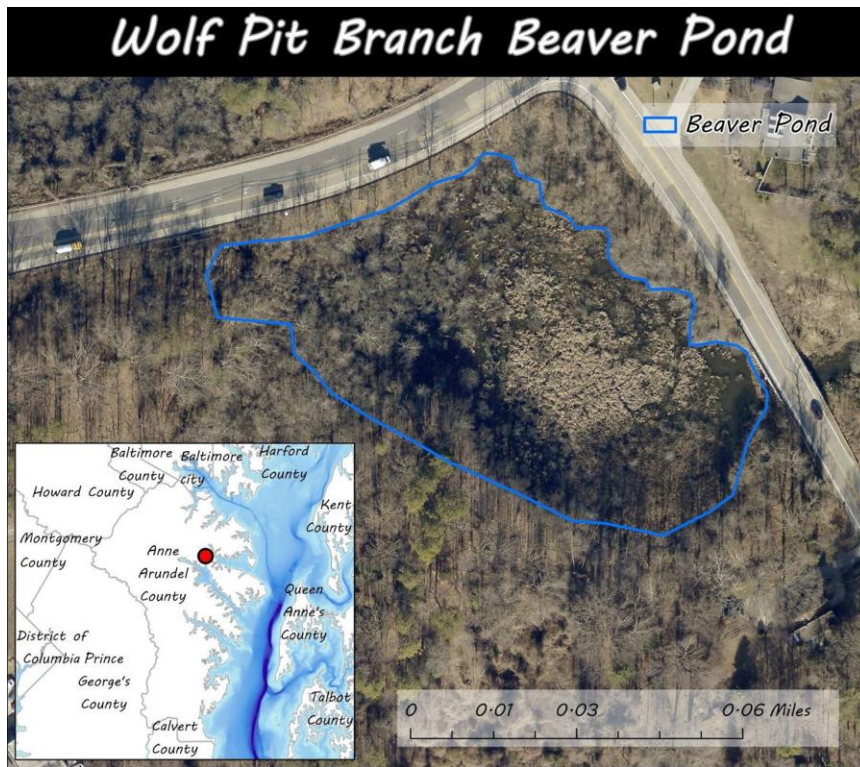 Wolf Pit Branch Beaver Pond
Beaver Pond
Baltimore
County
Baltimore
city
Harford
County
Howard County
Kent
County
Montgomery
County
Anne
Arundel
County
Queen
Anne's
County
District of
Columbia
Prince
George's
County
Talbot
County
Calvert
County
0 0.01 0.03 0.06 Miles